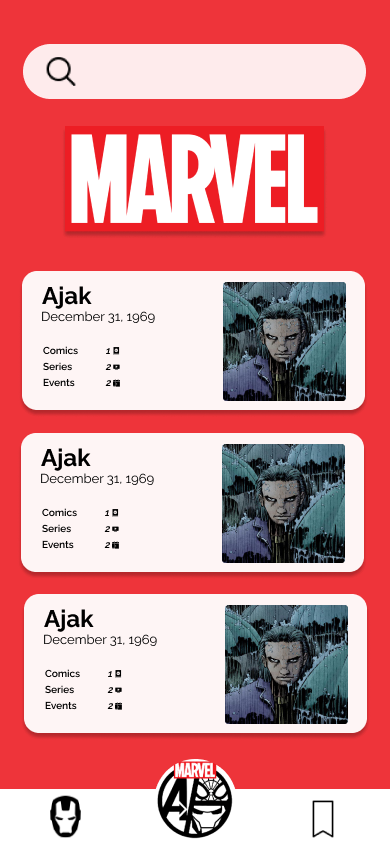 MARVEL
Ajak
December 31, 1969
Comics 1
Series 2
Events 2
Ajak
December 31, 1969
Comics 1
Series 2
Events 2
Ajak
December 31, 1969
Comics 1
Series 2
Events 2
MARVEL